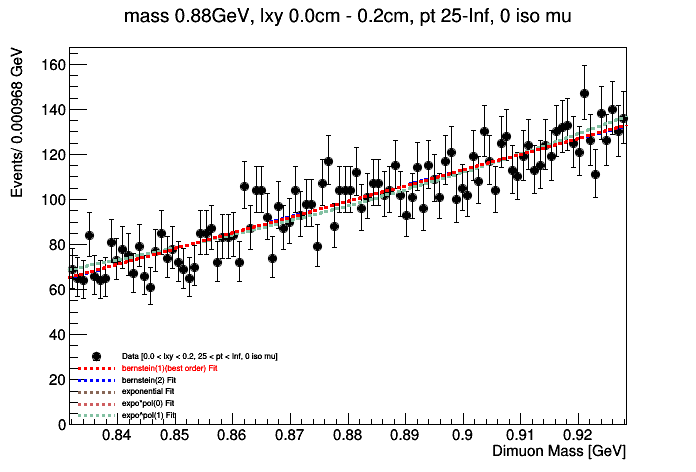 mass 0.88GeV, lxy 0.0cm - 0.2cm, pt 25-Inf, 0 iso mu
Events/ 0.000968 GeV
160
140
120
100
80
60
40
20
0
Data [0.0 < lxy < 0.2, 25 < pt < Inf, 0 iso mu]
bernstein(1)(best order) Fit
bernstein(2) Fit
exponential Fit
expo*pol(0) Fit
expo*pol(1) Fit
0.84 0.85 0.86 0.87 0.88 0.89 0.9 0.91 0.92
Dimuon Mass [GeV]